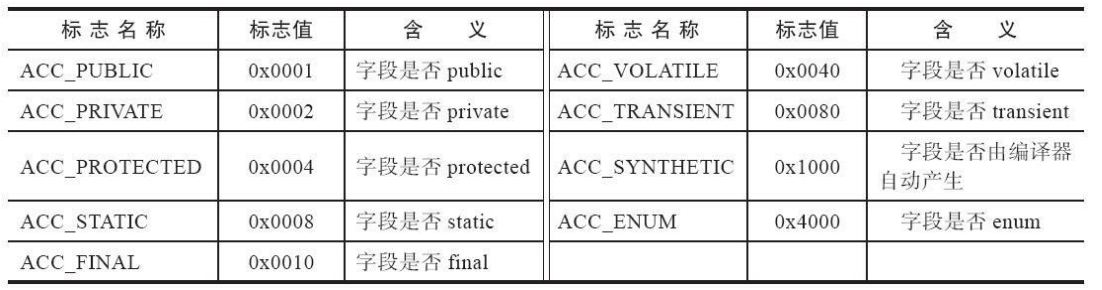 标志名称 标志值 含 义 标志名称 标志值 含 义
ACC_PUBLIC 0x0001 字段是否 public ACC_VOLATILE 0x0040 字段是否 volatile
ACC_PRIVATE 0x0002 字段是否 private ACC_TRANSIENT 0x0080 字段是否 transient
ACC_PROTECTED 0x0004 字段是否 protected ACC_SYNTHETIC 0x1000 字段是否由编译器
自动产生
ACC_STATIC 0x0008 字段是否 static ACC_ENUM 0x4000 字段是否 enum
ACC_FINAL 0x0010 字段是否 final